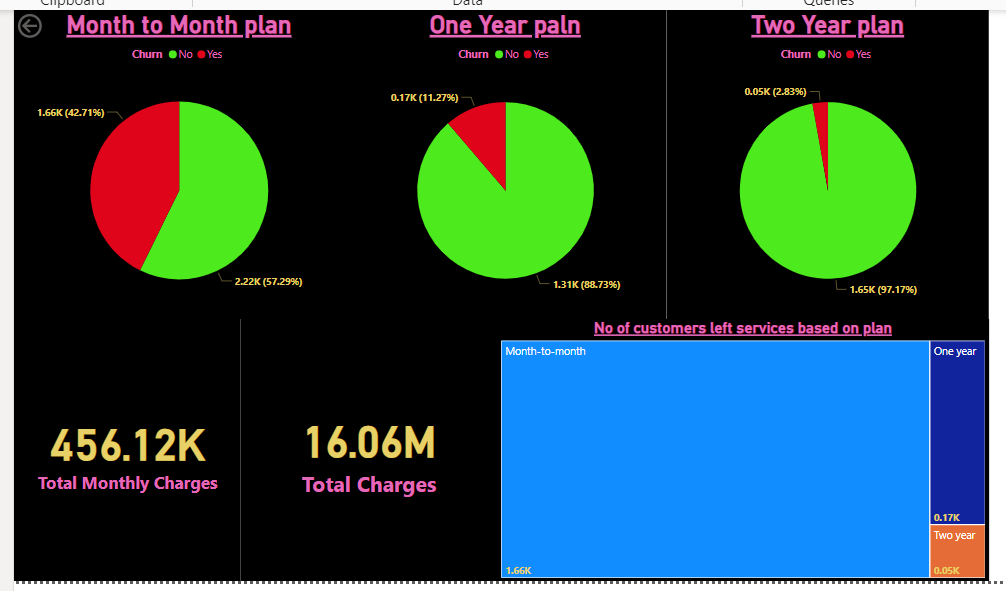 Clipboard
Data
Queries
Month to Month plan
Churn No Yes
1.66K (42.71%)
2.22K (57.29%)
One Year paln
Churn No Yes
0.17K (11.27%)
1.31K (88.73%)
Two Year plan
Churn No Yes
0.05K (2.83%)
1.65K (97.17%)
456.12K
Total Monthly Charges
16.06M
Total Charges
No of customers left services based on plan
Month-to-month
1.66K
One year
0.17K
Two year
0.05K